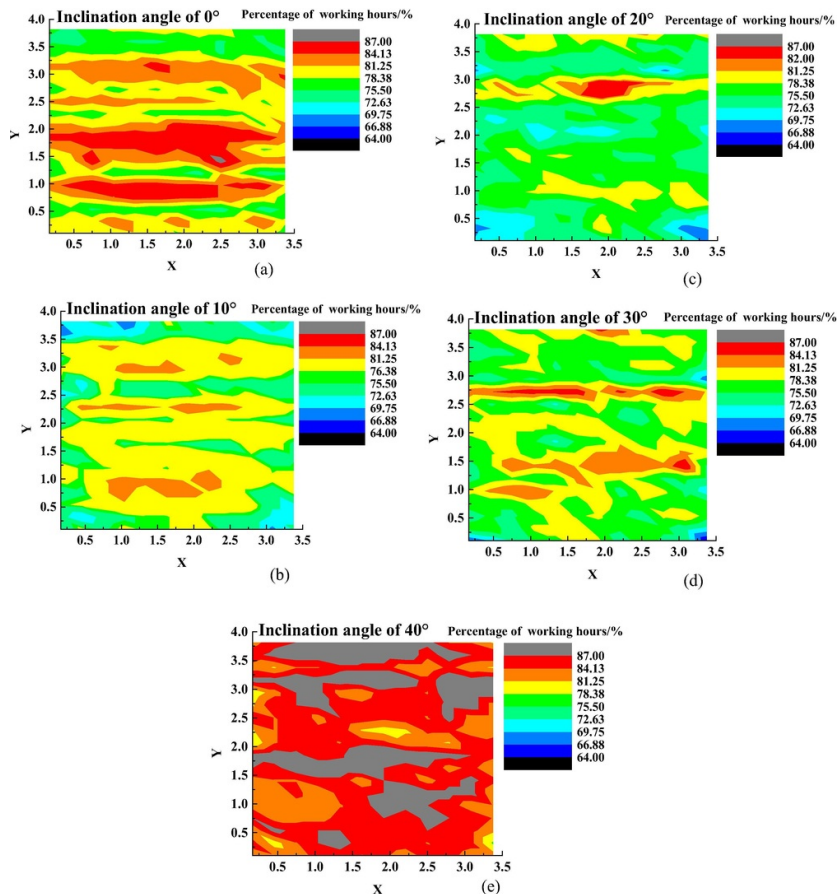 Inclination angle of 0°
Percentage of working hours/%
4.0
3.5
3.0
2.5
2.0
1.5
1.0
0.5
Y
0.5 1.0 1.5 2.0 2.5 3.0 3.5
X
87.00
84.13
81.25
78.38
75.50
72.63
69.75
66.88
64.00
(a)
Inclination angle of 20°
Percentage of working hours/%
4.0
3.5
3.0
2.5
2.0
1.5
1.0
0.5
Y
0.5 1.0 1.5 2.0 2.5 3.0 3.5
X
87.00
82.00
81.25
78.38
75.50
72.63
69.75
66.88
64.00
(c)
Inclination angle of 10°
Percentage of working hours/%
4.0
3.5
3.0
2.5
2.0
1.5
1.0
0.5
Y
0.5 1.0 1.5 2.0 2.5 3.0 3.5
X
87.00
84.13
81.25
76.38
75.50
72.63
69.75
66.88
64.00
(b)
Inclination angle of 30°
Percentage of working hours/%
4.0
3.5
3.0
2.5
2.0
1.5
1.0
0.5
Y
0.5 1.0 1.5 2.0 2.5 3.0 3.5
X
87.00
84.13
81.25
78.38
75.50
72.63
69.75
66.88
64.00
(d)
Inclination angle of 40°
Percentage of working hours/%
4.0
3.5
3.0
2.5
2.0
1.5
1.0
0.5
Y
0.5 1.0 1.5 2.0 2.5 3.0 3.5
X
87.00
84.13
81.25
78.38
75.50
72.63
69.75
66.88
64.00
(e)